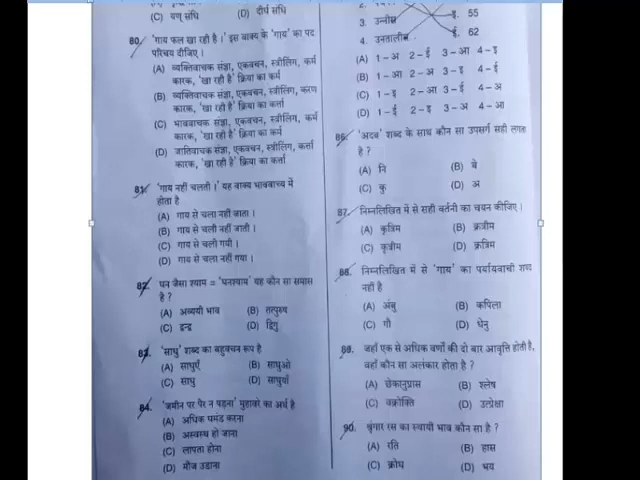 (C) यण् संधि (D) दीर्घ संधि
80. 'गाय फल खा रही है।' इस वाक्य के 'गाय' का पद
परिचय दीजिए।
(A) व्यक्तिवाचक संज्ञा, एकवचन, स्त्रीलिंग, कर्म
कारक, 'खा रही है' क्रिया का कर्म
(B) व्यक्तिवाचक संज्ञा, एकवचन, स्त्रीलिंग, करण
कारक, 'खा रही है' क्रिया का कर्त्ता
(C) भाववाचक संज्ञा, एकवचन, स्त्रीलिंग, कर्म
कारक, 'खा रही है' क्रिया का कर्म
(D) जातिवाचक संज्ञा, एकवचन, स्त्रीलिंग, कर्त्ता
कारक, 'खा रही है' क्रिया का कर्त्ता
81. 'गाय नहीं चलती।' यह वाक्य भाववाच्य में
होता है
(A) गाय से चला नहीं जाता।
(B) गाय से चली नहीं जाती।
(C) गाय से चली गयी।
(D) गाय से चला नहीं गया।
82. घन जैसा श्याम = 'घनश्याम' यह कौन सा समास
है ?
(A) अव्ययी भाव (B) तत्पुरुष
(C) द्वन्द्व (D) द्विगु
83. 'साधु' शब्द का बहुवचन रूप है
(A) साधुएँ (B) साधुओ
(C) साधु (D) साधुयाँ
84. 'जमीन पर पैर न पड़ना' मुहावरे का अर्थ है
(A) अधिक घमंड करना
(B) अस्वस्थ हो जाना
(C) लापता होना
(D) मौज उडाना
3. उन्नीस इ. 55
4. उनतालीस ई. 62
(A) 1 - अ 2 - ई 3 - आ 4 - इ
(B) 1 - आ 2 - अ 3 - इ 4 - ई
(C) 1 - इ 2 - आ 3 - ई 4 - अ
(D) 1 - ई 2 - इ 3 - अ 4 - आ
86. 'अदब' शब्द के साथ कौन सा उपसर्ग सही लगता
है ?
(A) नि (B) बे
(C) कु (D) अ
87. निम्नलिखित में से सही वर्तनी का चयन कीजिए।
(A) कृत्रिम (B) क्रत्रीम
(C) कृत्रीम (D) क्रत्रिम
88. निम्नलिखित में से 'गाय' का पर्यायवाची शब्द
नहीं है
(A) अंबु (B) कपिला
(C) गौ (D) धेनु
89. जहाँ एक से अधिक वर्णों की दो बार आवृत्ति होती है,
वहाँ कौन सा अलंकार होता है ?
(A) छेकानुप्रास (B) श्लेष
(C) वक्रोक्ति (D) उत्प्रेक्षा
90. शृंगार रस का स्थायी भाव कौन सा है ?
(A) रति (B) हास
(C) क्रोध (D) भय